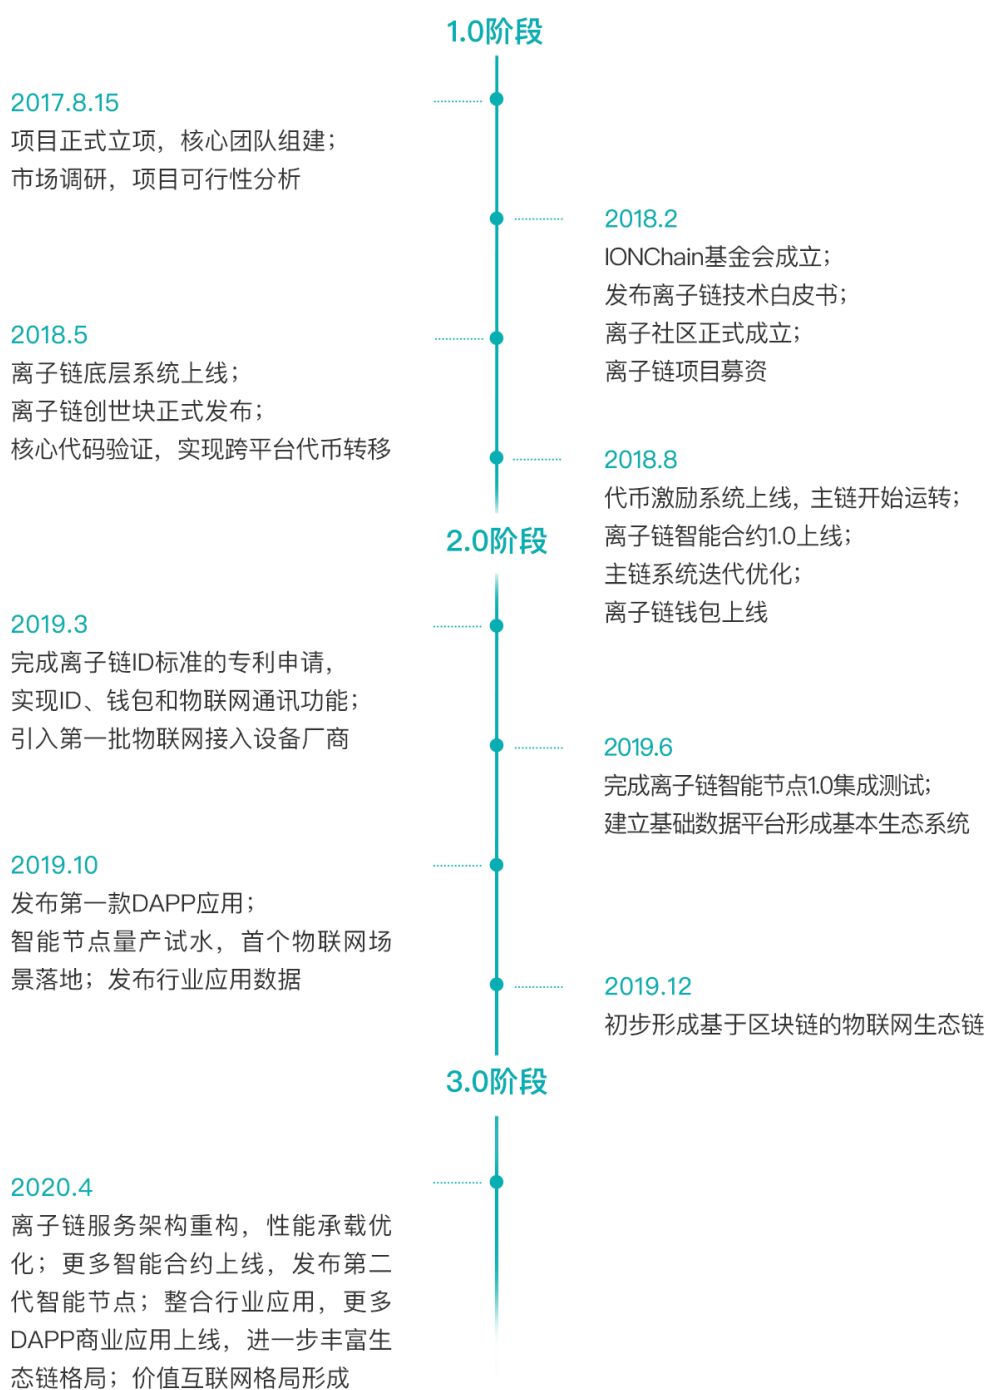 1.0阶段
2017.8.15
项目正式立项，核心团队组建；
市场调研，项目可行性分析
2018.2
IONChain基金会成立；
发布离子链技术白皮书；
离子社区正式成立；
离子链项目募资
2018.5
离子链底层系统上线；
离子链创世块正式发布；
核心代码验证，实现跨平台代币转移
2018.8
代币激励系统上线，主链开始运转；
离子链智能合约1.0上线；
主链系统迭代优化；
离子链钱包上线
2.0阶段
2019.3
完成离子链ID标准的专利申请，
实现ID、钱包和物联网通讯功能；
引入第一批物联网接入设备厂商
2019.6
完成离子链智能节点1.0集成测试；
建立基础数据平台形成基本生态系统
2019.10
发布第一款DAPP应用；
智能节点量产试水，首个物联网场
景落地；发布行业应用数据
2019.12
初步形成基于区块链的物联网生态链
3.0阶段
2020.4
离子链服务架构重构，性能承载优
化；更多智能合约上线，发布第二
代智能节点；整合行业应用，更多
DAPP商业应用上线，进一步丰富生
态链格局；价值互联网格局形成